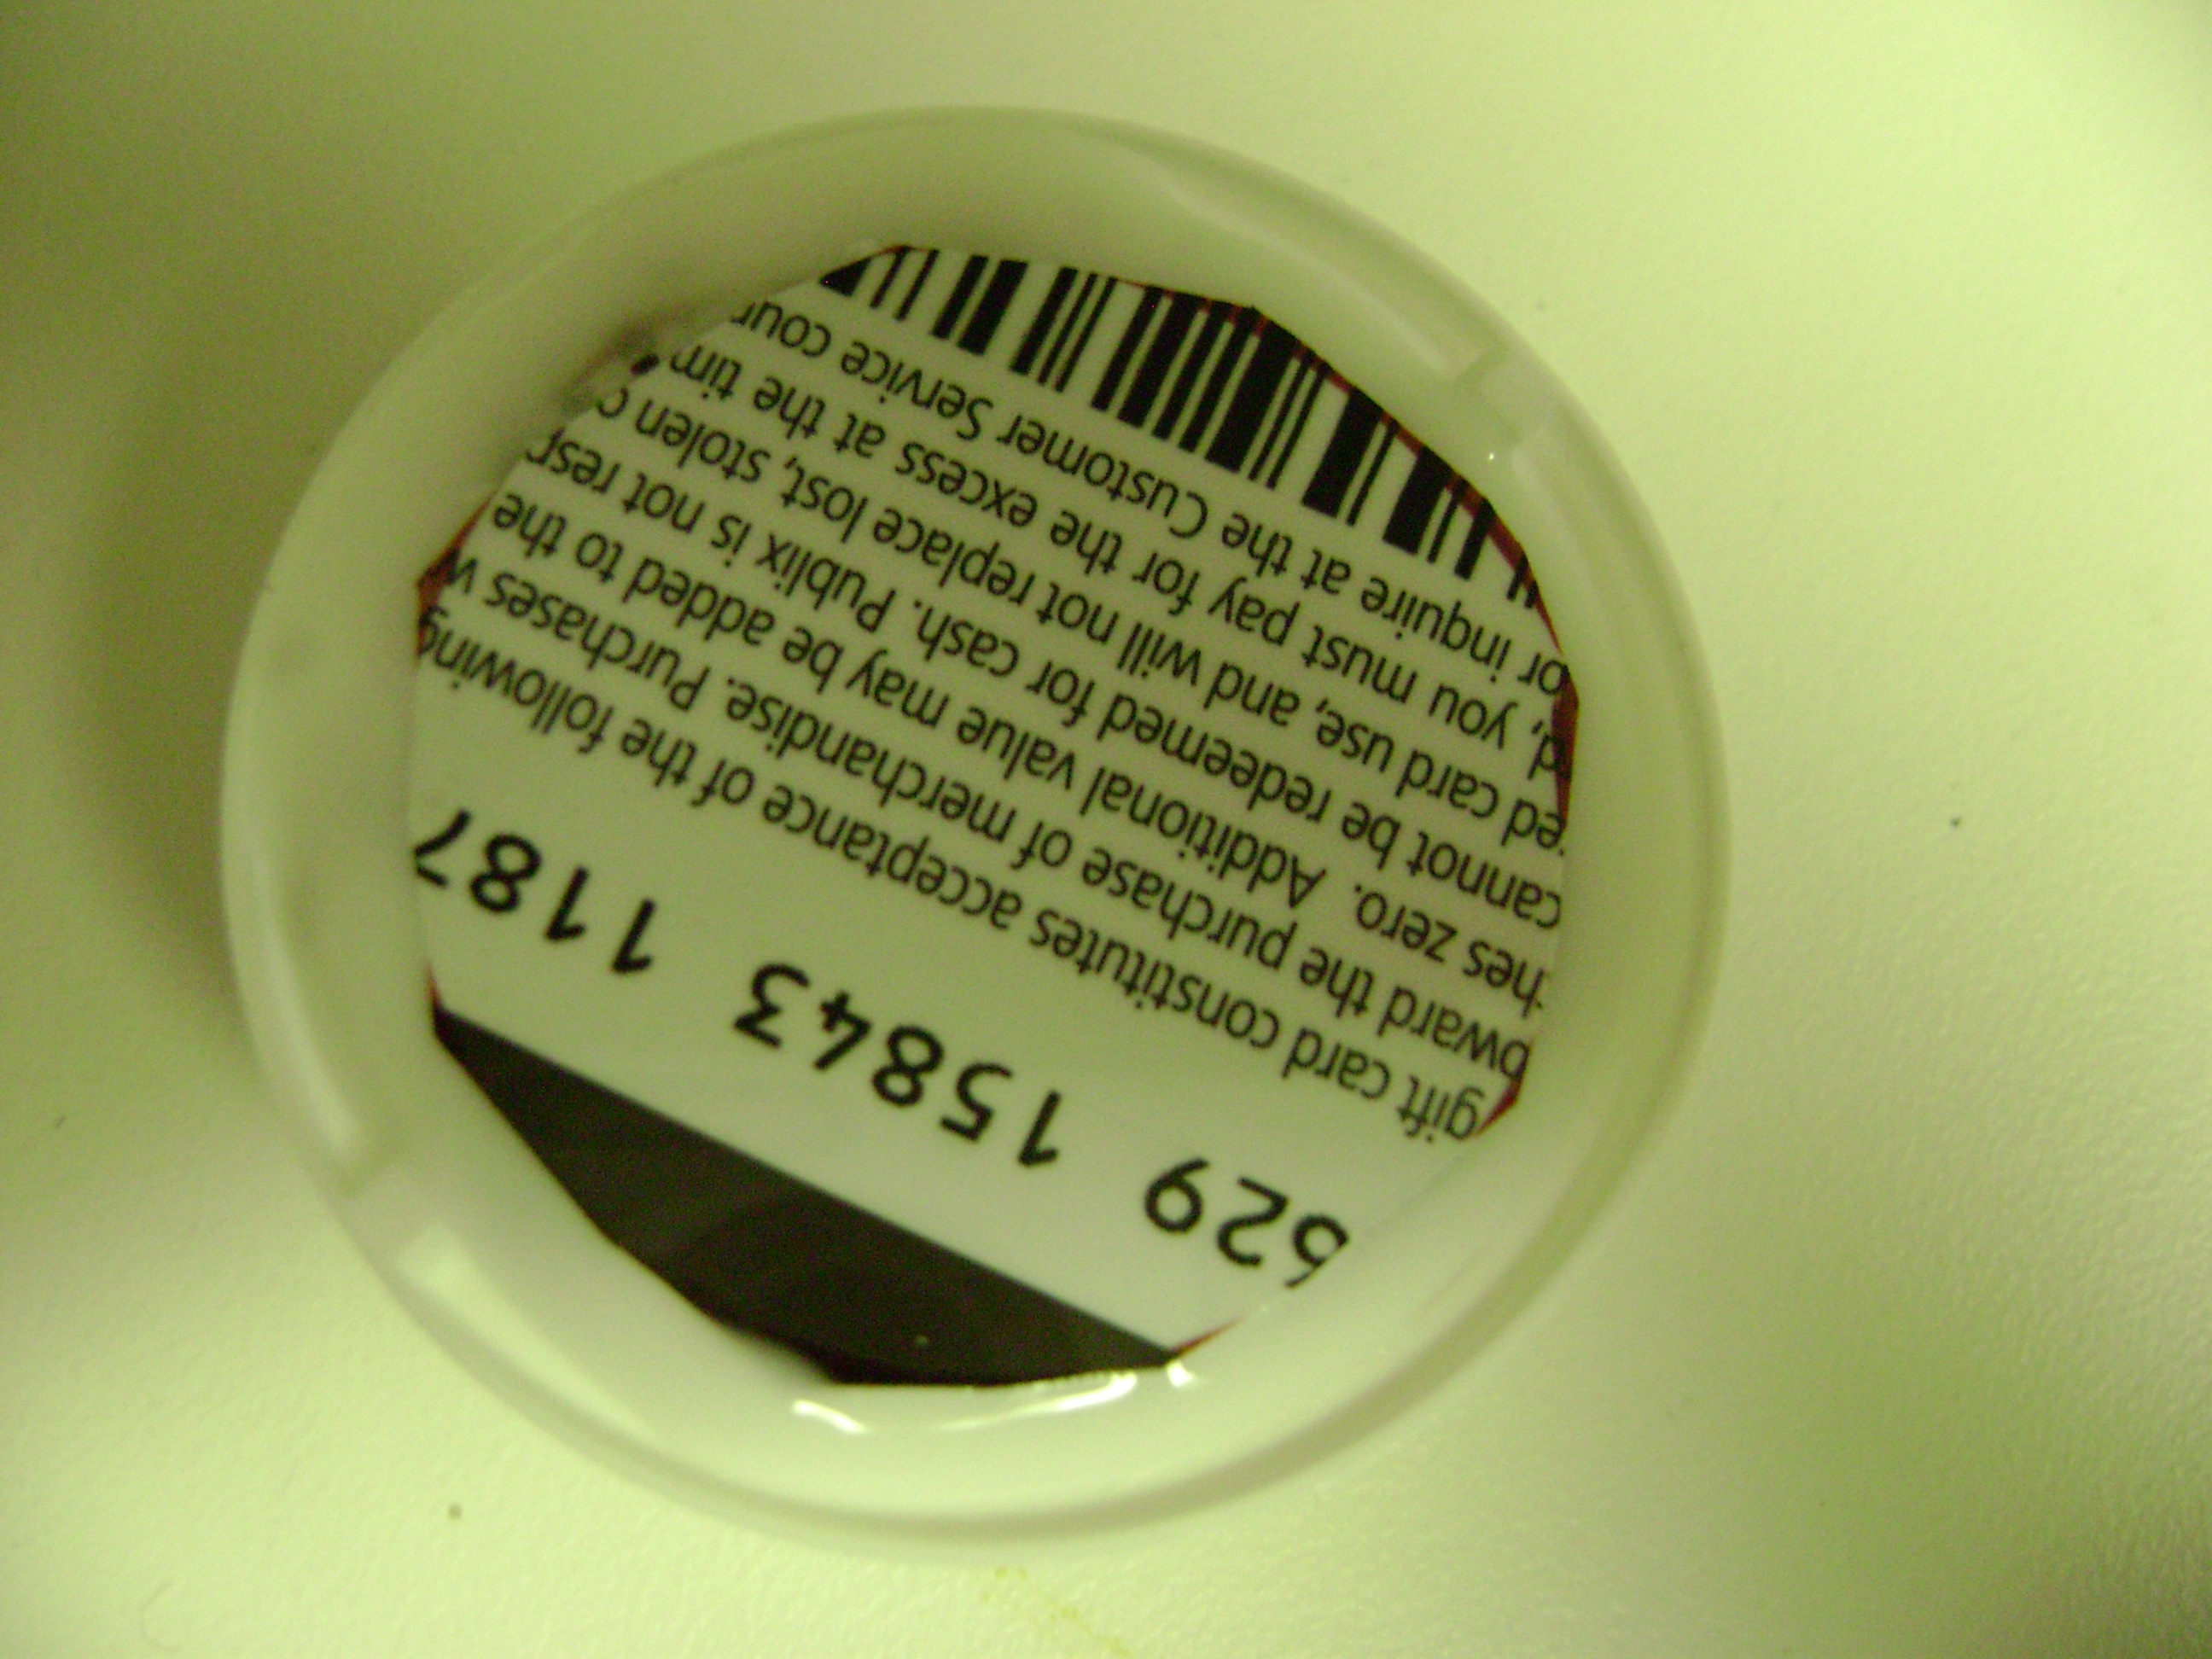 629 15843 1187
gift card constitutes acceptance of the following
oward the purchase of merchandise. Purchases w
hes zero. Additional value may be added to the
cannot be redeemed for cash. Publix is not resp
ed card use, and will not replace lost, stolen o
d, you must pay for the excess at the tim
or inquire at the Customer Service cour